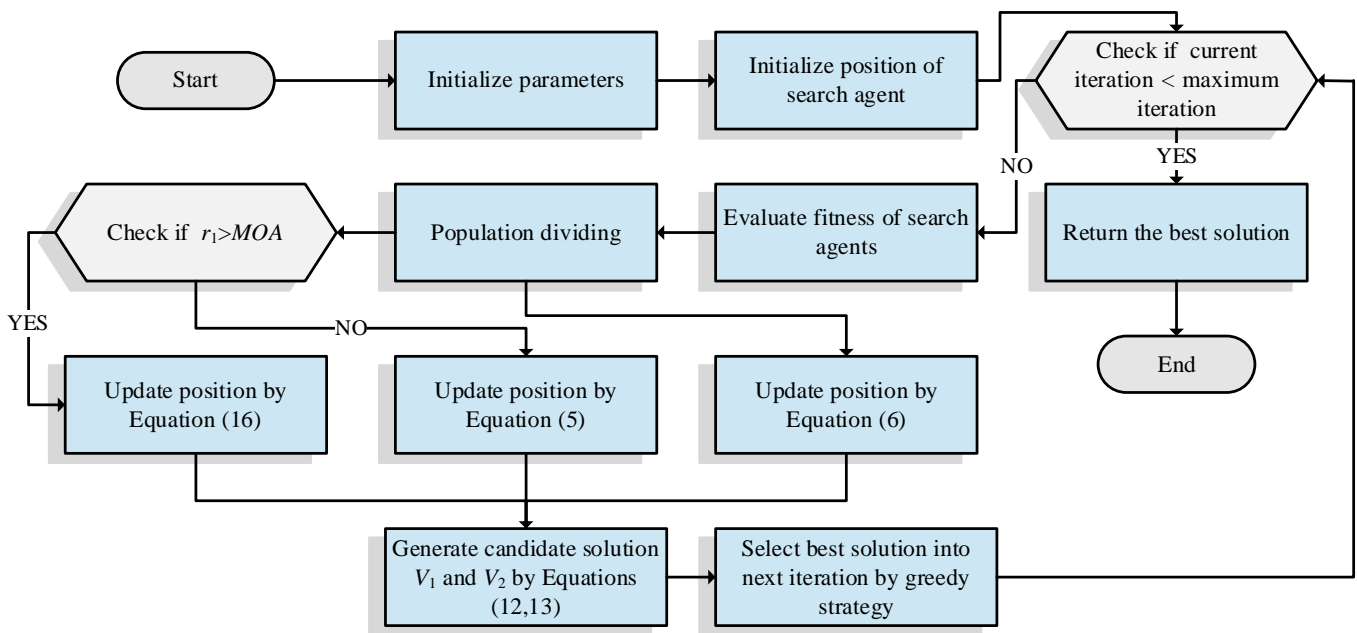 Start
Initialize parameters
Initialize position of
search agent
Check if  current
iteration < maximum
iteration
YES
NO
Check if  r₁>MOA
Population dividing
Evaluate fitness of search
agents
Return the best solution
YES
NO
End
Update position by
Equation (16)
Update position by
Equation (5)
Update position by
Equation (6)
Generate candidate solution
V₁ and V₂ by Equations
(12,13)
Select best solution into
next iteration by greedy
strategy